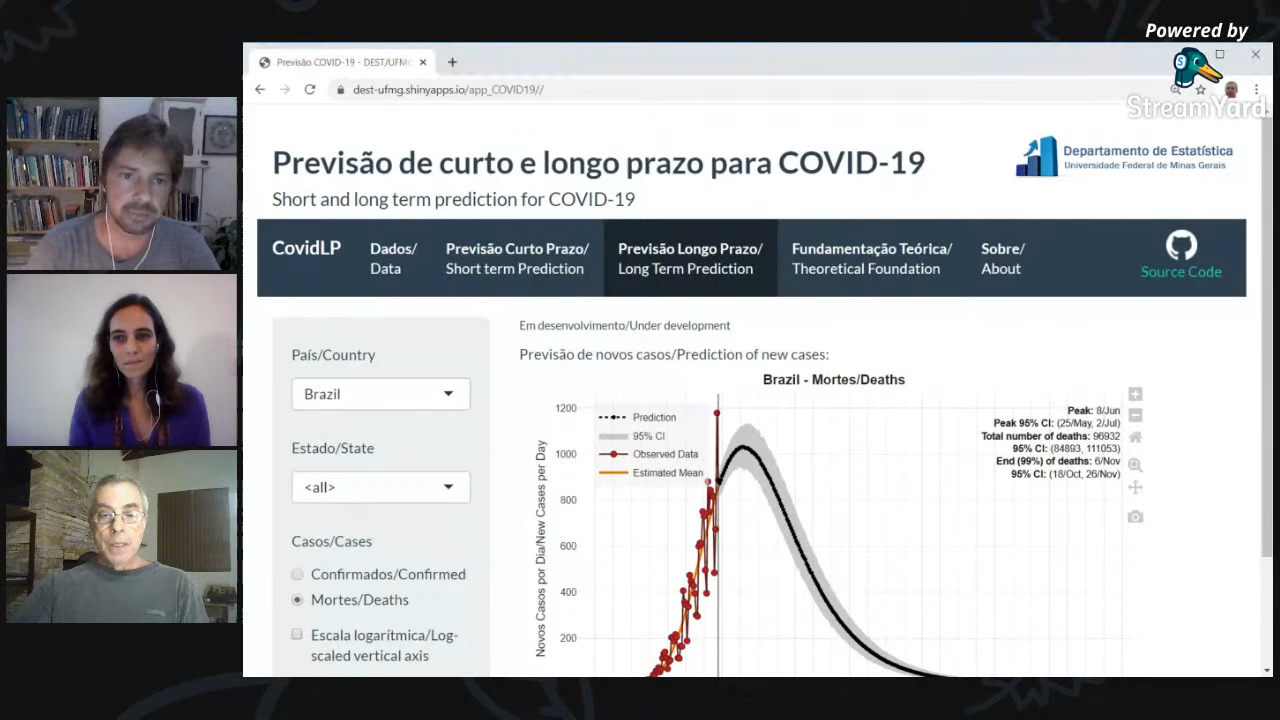 Powered by
StreamYard
Previsão COVID-19 - DEST/UFM
dest-ufmg.shinyapps.io/app_COVID19//
Previsão de curto e longo prazo para COVID-19
Short and long term prediction for COVID-19
Departamento de Estatística
Universidade Federal de Minas Gerais
CovidLP
Dados/
Data
Previsão Curto Prazo/
Short term Prediction
Previsão Longo Prazo/
Long Term Prediction
Fundamentação Teórica/
Theoretical Foundation
Sobre/
About
Source Code
País/Country
Brazil
Estado/State
<all>
Casos/Cases
Confirmados/Confirmed
Mortes/Deaths
Escala logarítmica/Log-
scaled vertical axis
Em desenvolvimento/Under development
Previsão de novos casos/Prediction of new cases:
Brazil - Mortes/Deaths
Novos Casos por Dia/New Cases per Day
1200
1000
800
600
400
200
Prediction
95% CI
Observed Data
Estimated Mean
Peak: 8/Jun
Peak 95% CI: (25/May, 2/Jul)
Total number of deaths: 96932
95% CI: (84893, 111053)
End (99%) of deaths: 6/Nov
95% CI: (18/Oct, 26/Nov)